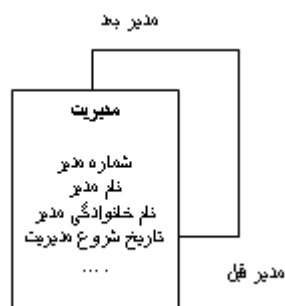 مدیر بعد
مدیریت
شماره مدیر
نام مدیر
نام خانوادگی مدیر
تاریخ شروع مدیریت
....
مدیر قبل